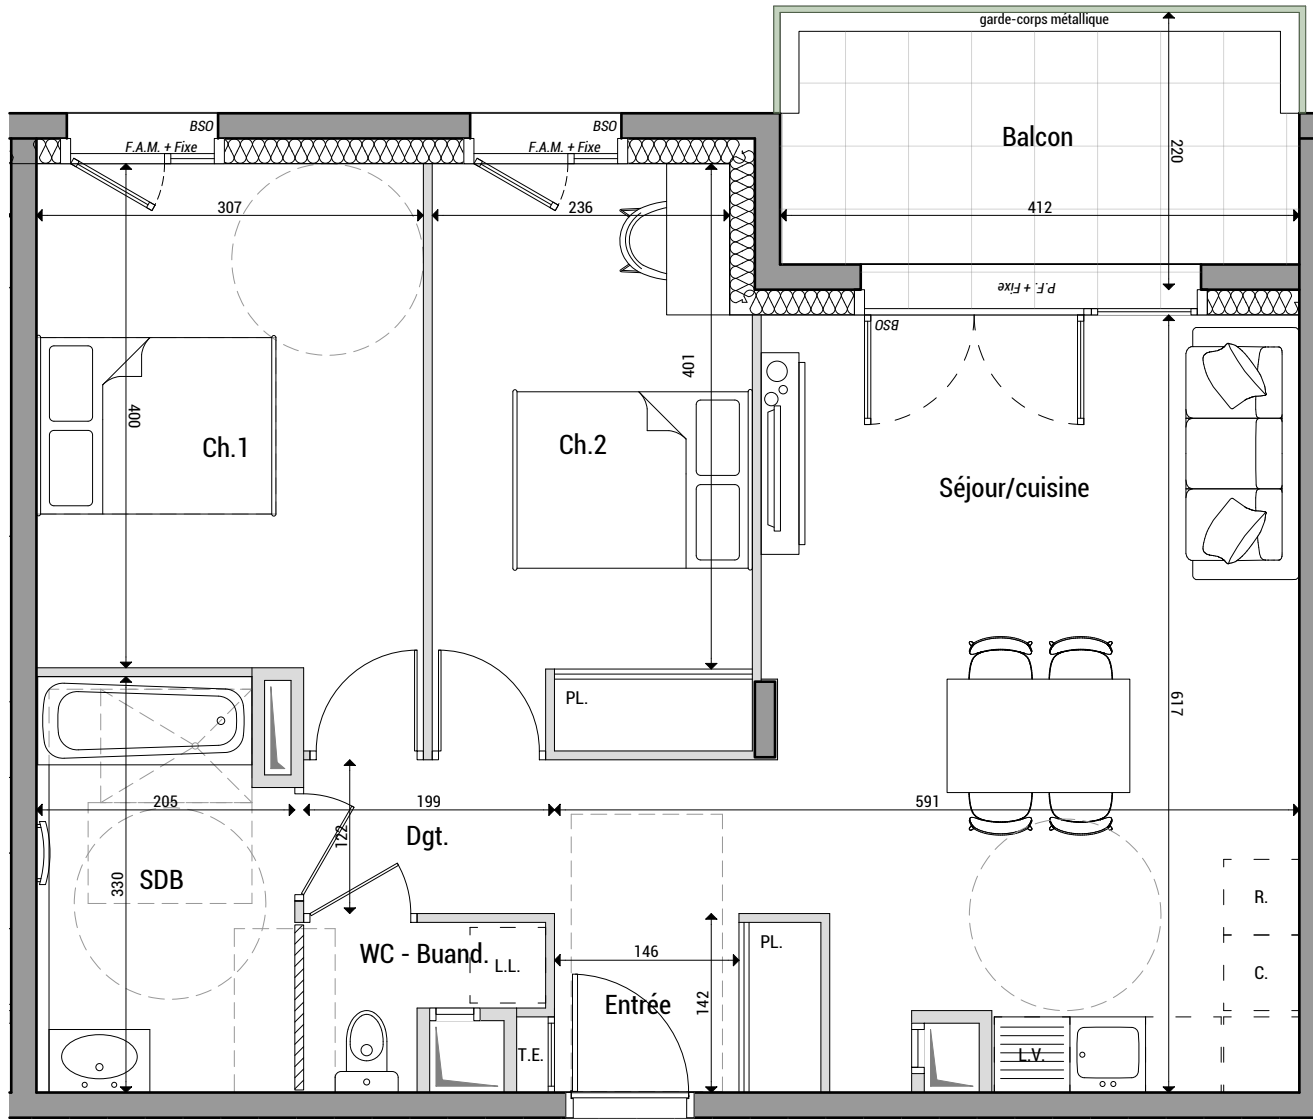 garde-corps métallique
BSO
BSO
F.A.M. + Fixe
F.A.M. + Fixe
Balcon
220
307
236
412
P.F. + Fixe
BSO
401
400
Ch.1
Ch.2
Séjour/cuisine
PL.
617
205
199
591
122
Dgt.
330
SDB
R.
PL.
WC - Buand.
146
L.L.
C.
142
Entrée
T.E.
L.V.